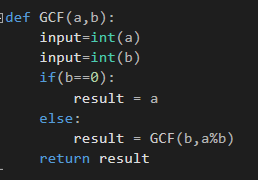 def GCF(a,b):
    input=int(a)
    input=int(b)
    if(b==0):
        result = a
    else:
        result = GCF(b,a%b)
    return result